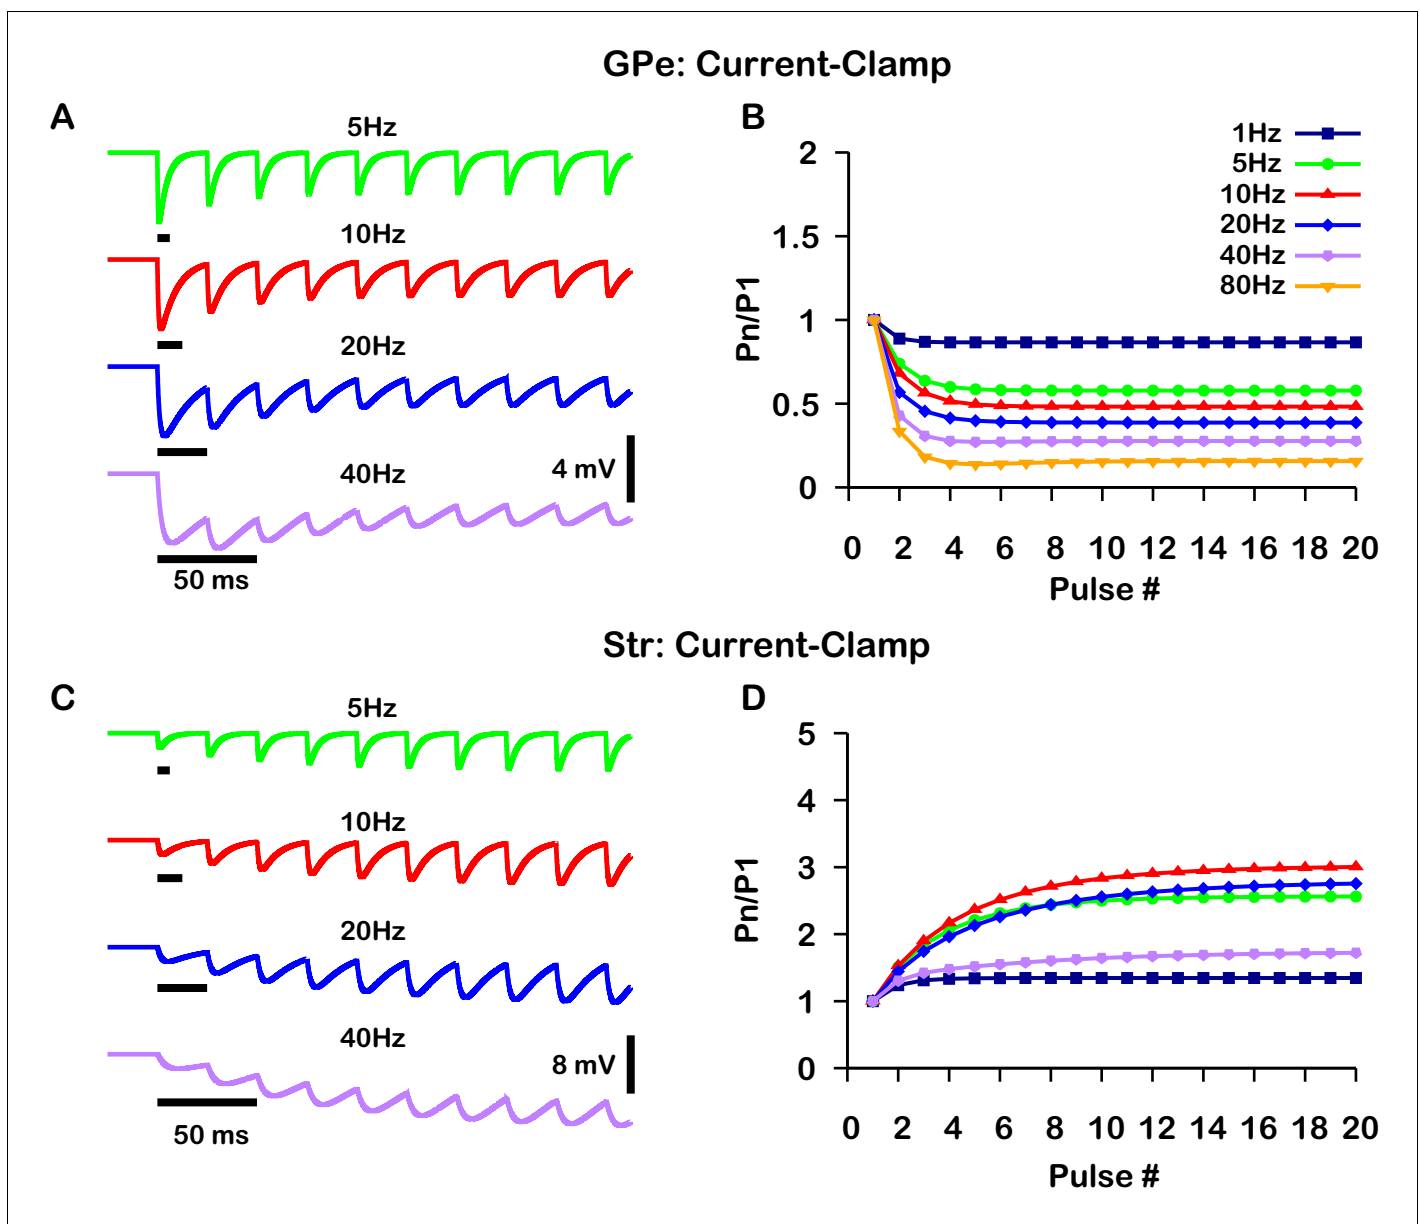 GPe: Current-Clamp
A
5Hz
10Hz
20Hz
40Hz
4 mV
50 ms
B
1Hz
5Hz
10Hz
20Hz
40Hz
80Hz
2
1.5
1
0.5
0
Pn/P1
0 2 4 6 8 10 12 14 16 18 20
Pulse #
Str: Current-Clamp
C
5Hz
10Hz
20Hz
40Hz
8 mV
50 ms
D
5
4
3
2
1
0
Pn/P1
0 2 4 6 8 10 12 14 16 18 20
Pulse #